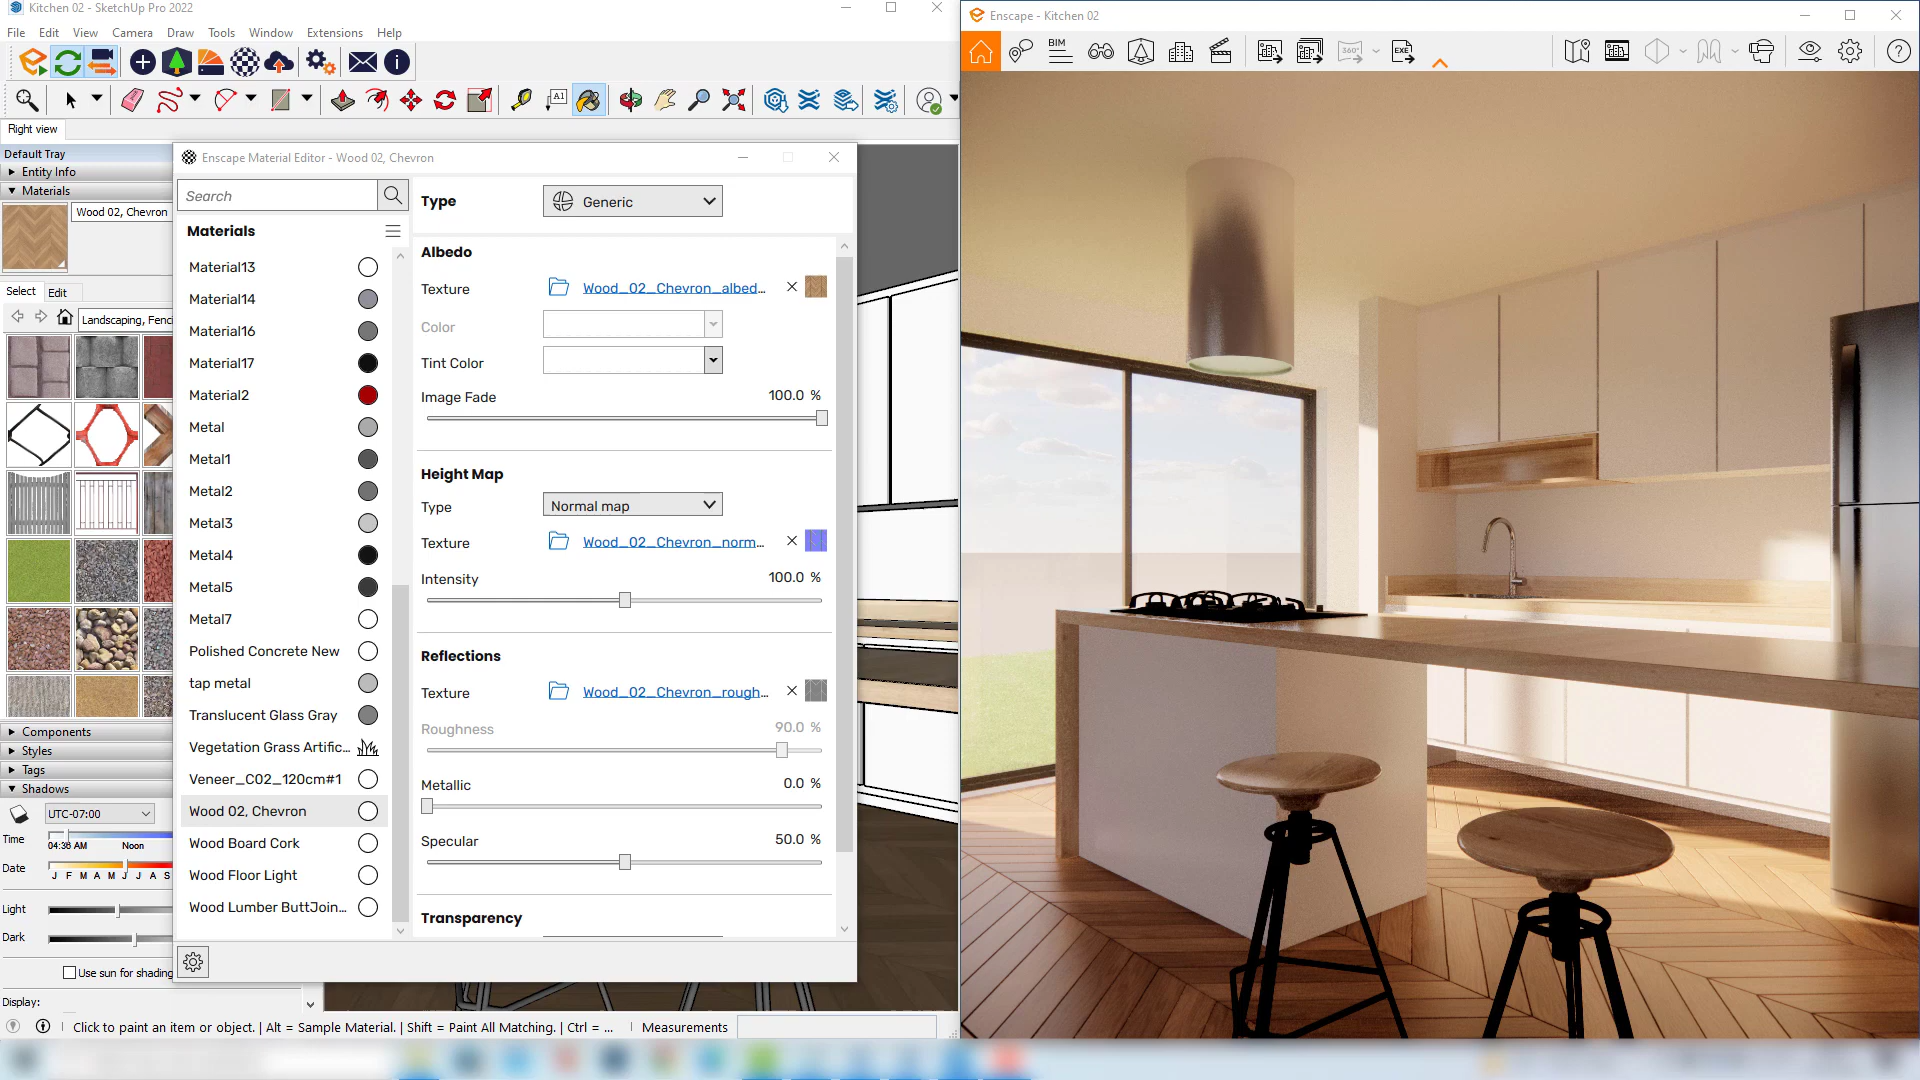 Kitchen 02 - SketchUp Pro 2022
File Edit View Camera Draw Tools Window Extensions Help
A1
Right view
Default Tray
Entity Info
Materials
Wood 02, Chevron
Select Edit
Landscaping, Fenci
Components
Styles
Tags
Shadows
UTC-07:00
Time
04:36 AM Noon
Date
J F M A M J J A S
Light
Dark
Use sun for shading
Display:
Click to paint an item or object. | Alt = Sample Material. | Shift = Paint All Matching. | Ctrl = ... Measurements
Enscape Material Editor - Wood 02, Chevron
Search
Materials
Material13
Material14
Material16
Material17
Material2
Metal
Metal1
Metal2
Metal3
Metal4
Metal5
Metal7
Polished Concrete New
tap metal
Translucent Glass Gray
Vegetation Grass Artific...
Veneer_C02_120cm#1
Wood 02, Chevron
Wood Board Cork
Wood Floor Light
Wood Lumber ButtJoin...
Type Generic
Albedo
Texture Wood_02_Chevron_albed...
Color
Tint Color
Image Fade 100.0 %
Height Map
Type Normal map
Texture Wood_02_Chevron_norm...
Intensity 100.0 %
Reflections
Texture Wood_02_Chevron_rough...
Roughness 90.0 %
Metallic 0.0 %
Specular 50.0 %
Transparency
Enscape - Kitchen 02
BIM
360°
EXE